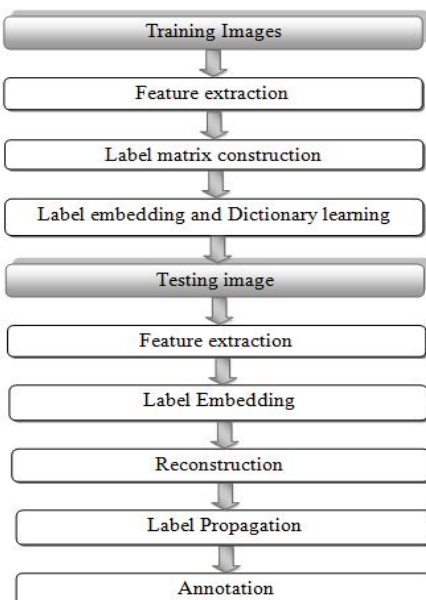 Training Images
Feature extraction
Label matrix construction
Label embedding and Dictionary learning
Testing image
Feature extraction
Label Embedding
Reconstruction
Label Propagation
Annotation